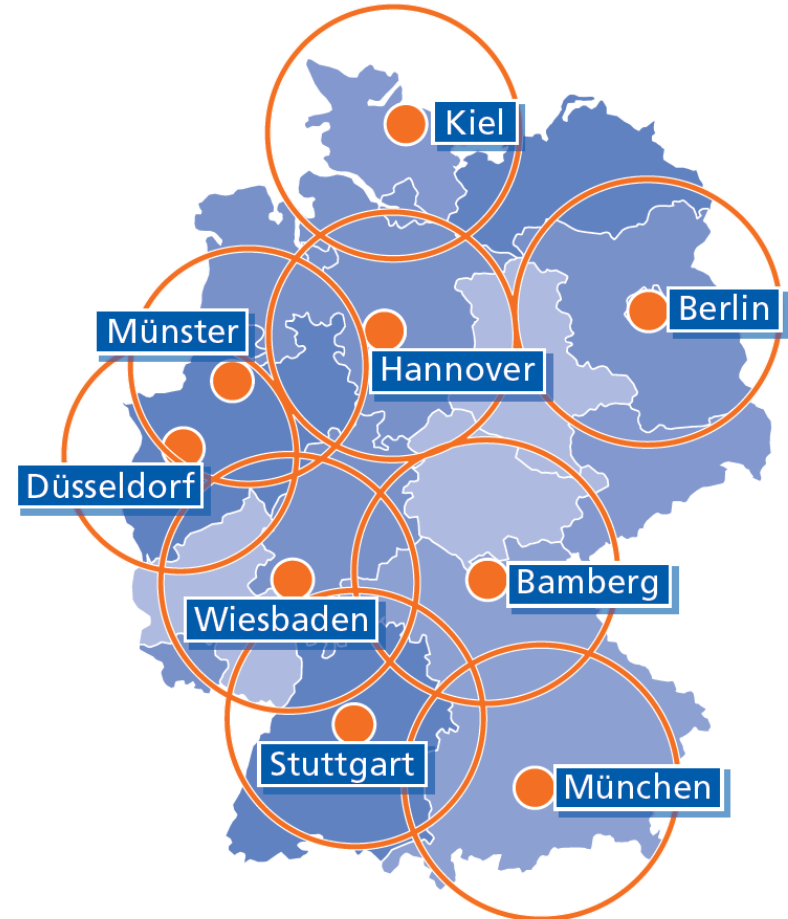 Kiel
Berlin
Münster
Hannover
Düsseldorf
Bamberg
Wiesbaden
Stuttgart
München